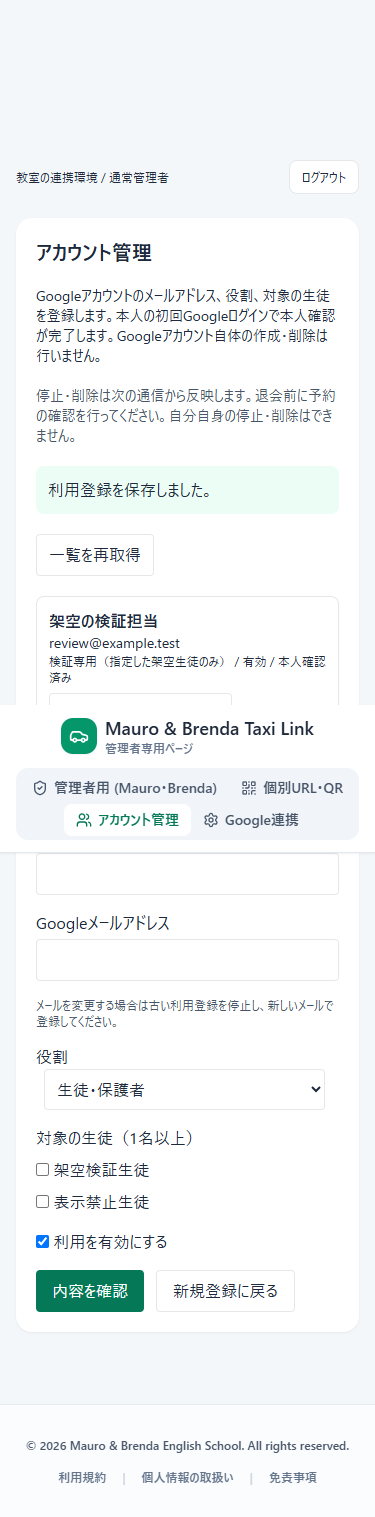 教室の連携環境 / 通常管理者
ログアウト
アカウント管理
Googleアカウントのメールアドレス、役割、対象の生徒
を登録します。本人の初回Googleログインで本人確認
が完了します。Googleアカウント自体の作成・削除は
行いません。
停止・削除は次の通信から反映します。退会前に予約
の確認を行ってください。自分自身の停止・削除はでき
ません。
利用登録を保存しました。
一覧を再取得
架空の検証担当
review@example.test
検証専用（指定した架空生徒のみ） / 有効 / 本人確認
済み
Mauro & Brenda Taxi Link
管理者専用ページ
管理者用 (Mauro・Brenda)
個別URL・QR
アカウント管理
Google連携
Googleメールアドレス
メールを変更する場合は古い利用登録を停止し、新しいメールで
登録してください。
役割
生徒・保護者
対象の生徒（1名以上）
架空検証生徒
表示禁止生徒
利用を有効にする
内容を確認
新規登録に戻る
© 2026 Mauro & Brenda English School. All rights reserved.
利用規約 | 個人情報の取扱い | 免責事項